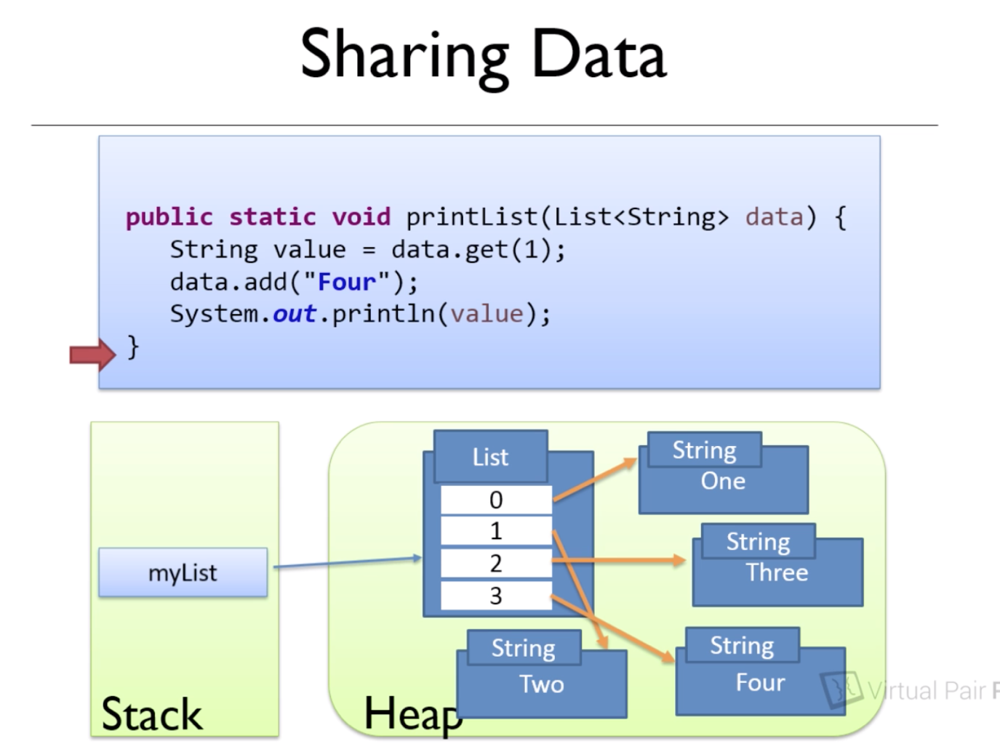 Sharing Data
public static void printList(List<String> data) {
String value = data.get(1);
data.add("Four");
System.out.println(value);
}
List
0
1
2
3
String
One
String
Three
myList
String
Two
String
Four
Stack
Heap
Virtual Pair P